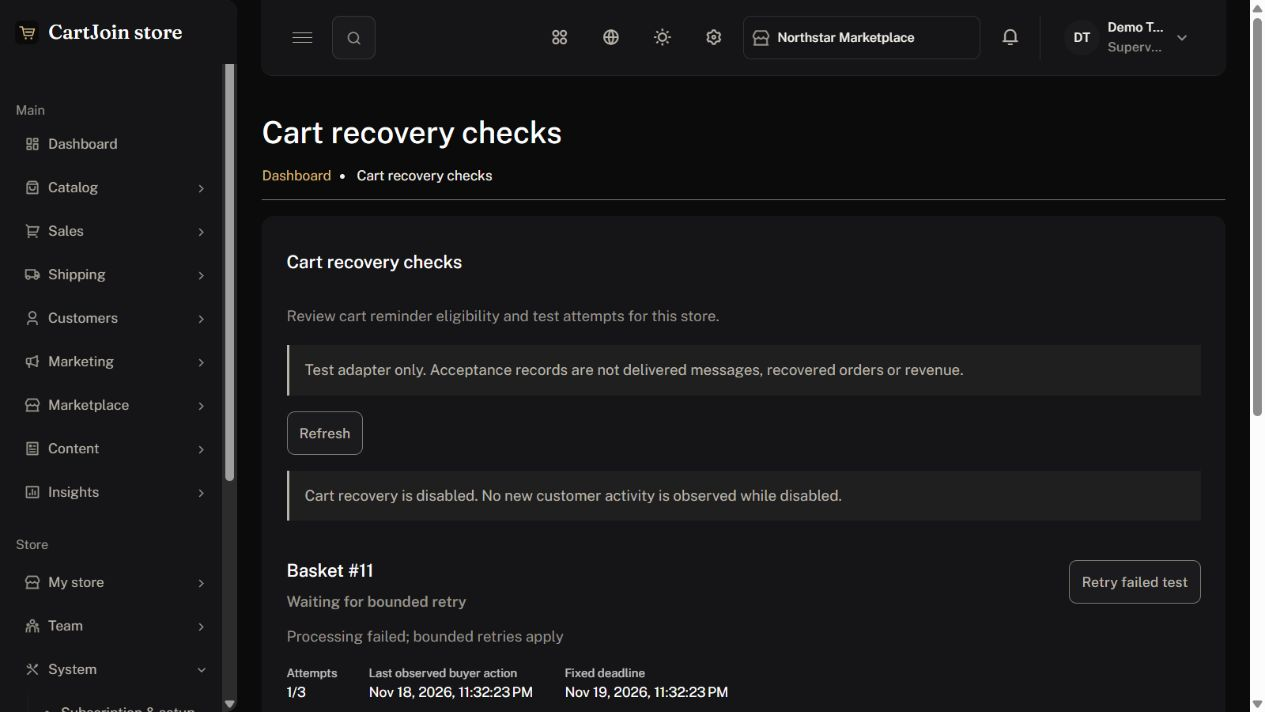 CartJoin store
Main
Dashboard
Catalog
Sales
Shipping
Customers
Marketing
Marketplace
Content
Insights
Store
My store
Team
System
Subscription & setup
Northstar Marketplace
DT
Demo T...
Superv...
Cart recovery checks
Dashboard • Cart recovery checks
Cart recovery checks
Review cart reminder eligibility and test attempts for this store.
Test adapter only. Acceptance records are not delivered messages, recovered orders or revenue.
Refresh
Cart recovery is disabled. No new customer activity is observed while disabled.
Basket #11
Retry failed test
Waiting for bounded retry
Processing failed; bounded retries apply
Attempts Last observed buyer action Fixed deadline
1/3 Nov 18, 2026, 11:32:23 PM Nov 19, 2026, 11:32:23 PM